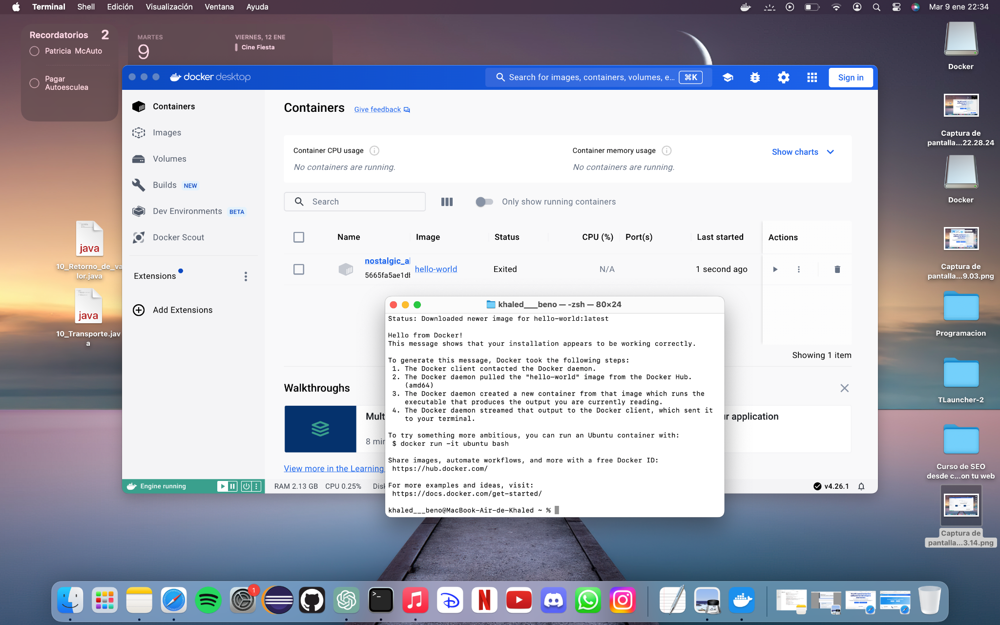 Terminal Shell Edición Visualización Ventana Ayuda
Mar 9 ene 22:34
Recordatorios 2
Patricia McAuto
Pagar
Autoesculea
MARTES
9
VIERNES, 12 ENE
Cine Fiesta
docker desktop
Search for images, containers, volumes, e... ⌘K
Sign in
Containers
Images
Volumes
Builds NEW
Dev Environments BETA
Docker Scout
Extensions
Add Extensions
Containers Give feedback
Container CPU usage
No containers are running.
Container memory usage
No containers are running.
Show charts
Search
Only show running containers
Name Image Status CPU (%) Port(s) Last started Actions
nostalgic_a
5665fa5ae1d
hello-world Exited N/A 1 second ago
Showing 1 item
Walkthroughs
Mult
8 min
r application
View more in the Learning
Engine running
RAM 2.13 GB CPU 0.25% Disk
v4.26.1
khaled___beno — -zsh — 80×24
Status: Downloaded newer image for hello-world:latest
Hello from Docker!
This message shows that your installation appears to be working correctly.
To generate this message, Docker took the following steps:
1. The Docker client contacted the Docker daemon.
2. The Docker daemon pulled the "hello-world" image from the Docker Hub.
(amd64)
3. The Docker daemon created a new container from that image which runs the
executable that produces the output you are currently reading.
4. The Docker daemon streamed that output to the Docker client, which sent it
to your terminal.
To try something more ambitious, you can run an Ubuntu container with:
$ docker run -it ubuntu bash
Share images, automate workflows, and more with a free Docker ID:
https://hub.docker.com/
For more examples and ideas, visit:
https://docs.docker.com/get-started/
khaled___beno@MacBook-Air-de-Khaled ~ %
java
10_Retorno_de_va
lor.java
java
10_Transporte.jav
a
Docker
Captura de
pantalla...22.28.24
Docker
Captura de
pantalla...9.03.png
Programacion
TLauncher-2
Curso de SEO
desde c...on tu web
Captura de
pantalla...3.14.png
1